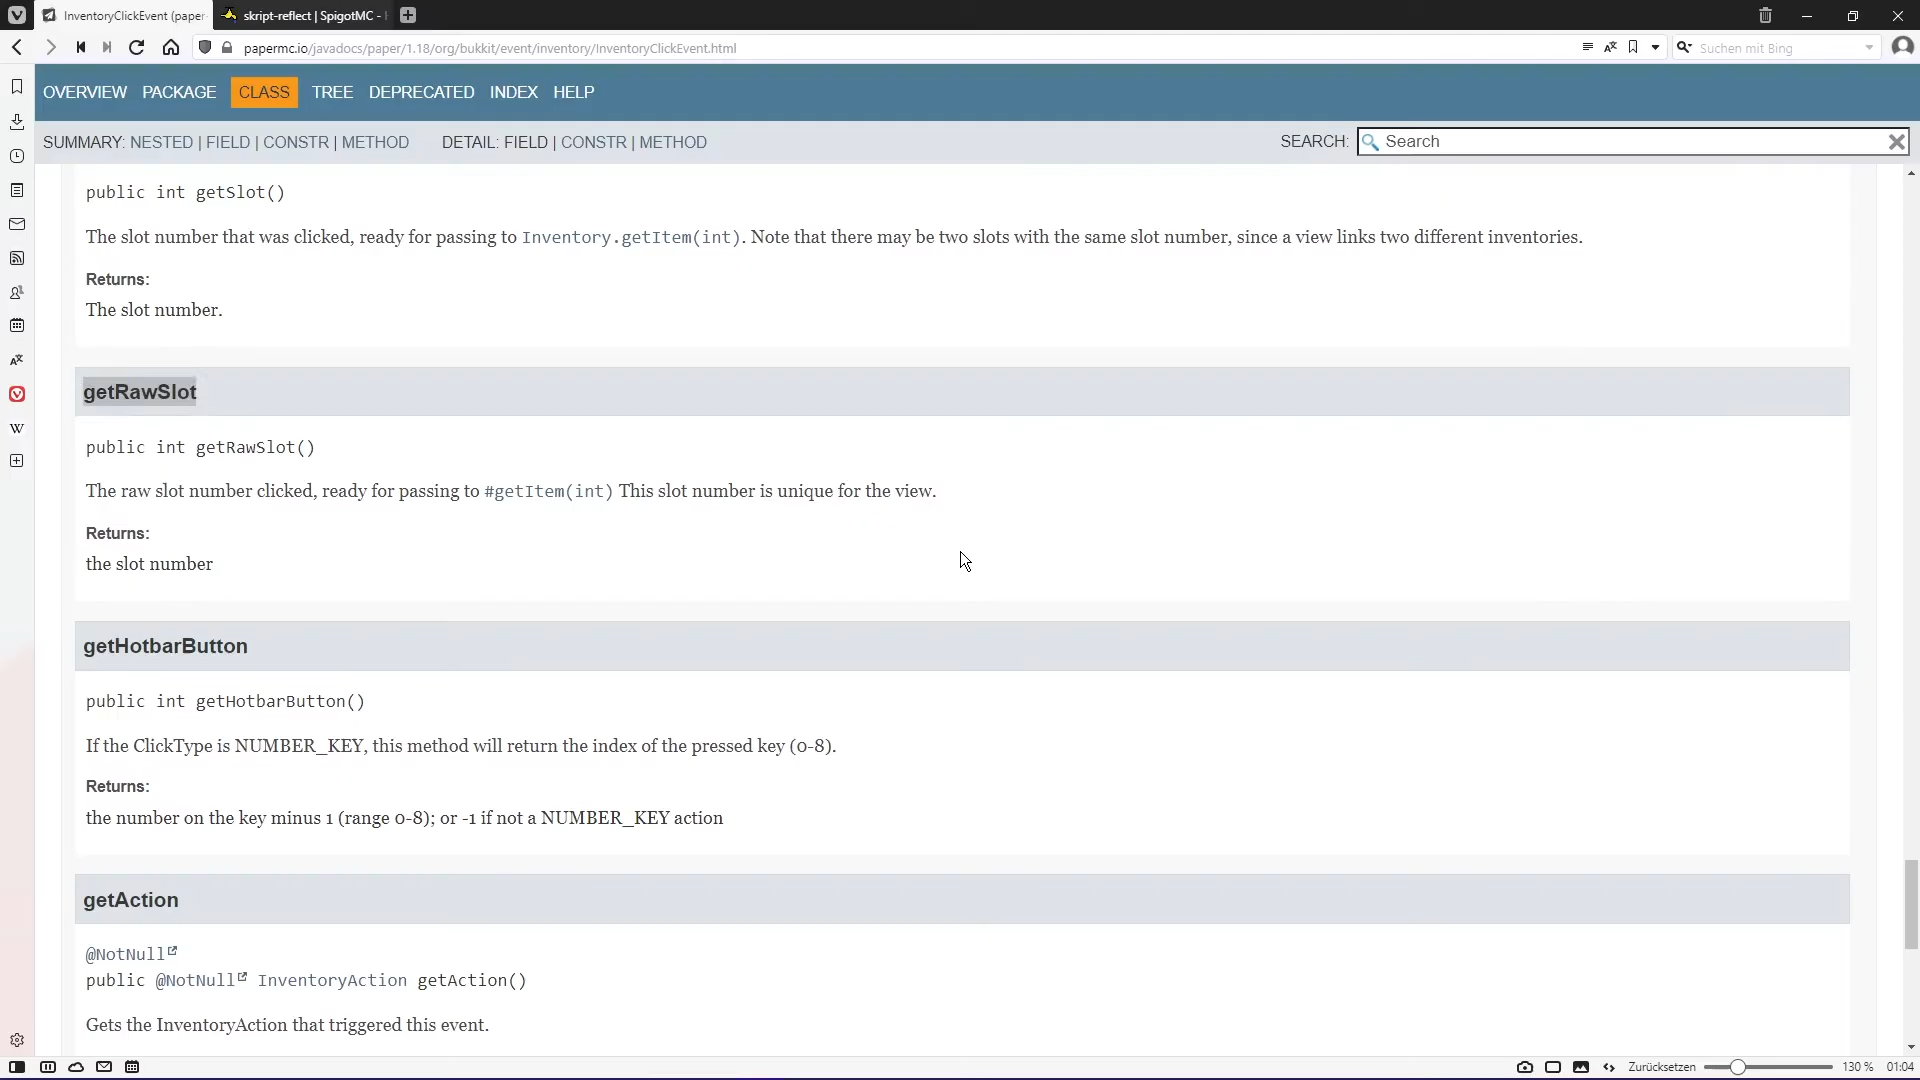 InventoryClickEvent (paper-
skript-reflect | SpigotMC -
papermc.io/javadocs/paper/1.18/org/bukkit/event/inventory/InventoryClickEvent.html
Suchen mit Bing
OVERVIEW PACKAGE CLASS TREE DEPRECATED INDEX HELP
SUMMARY: NESTED | FIELD | CONSTR | METHOD DETAIL: FIELD | CONSTR | METHOD
SEARCH: Search
public int getSlot()
The slot number that was clicked, ready for passing to Inventory.getItem(int). Note that there may be two slots with the same slot number, since a view links two different inventories.
Returns:
The slot number.
getRawSlot
public int getRawSlot()
The raw slot number clicked, ready for passing to #getItem(int) This slot number is unique for the view.
Returns:
the slot number
getHotbarButton
public int getHotbarButton()
If the ClickType is NUMBER_KEY, this method will return the index of the pressed key (0-8).
Returns:
the number on the key minus 1 (range 0-8); or -1 if not a NUMBER_KEY action
getAction
@NotNull
public @NotNull InventoryAction getAction()
Gets the InventoryAction that triggered this event.
Zurücksetzen 130 % 01:04